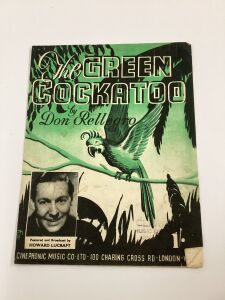 The GREEN
COCKATOO
by
Don Pellegro
Featured and Broadcast by
HOWARD LUCRAFT
1/-
CINEPHONIC MUSIC CO·LTD·100 CHARING CROSS RD·LONDON·